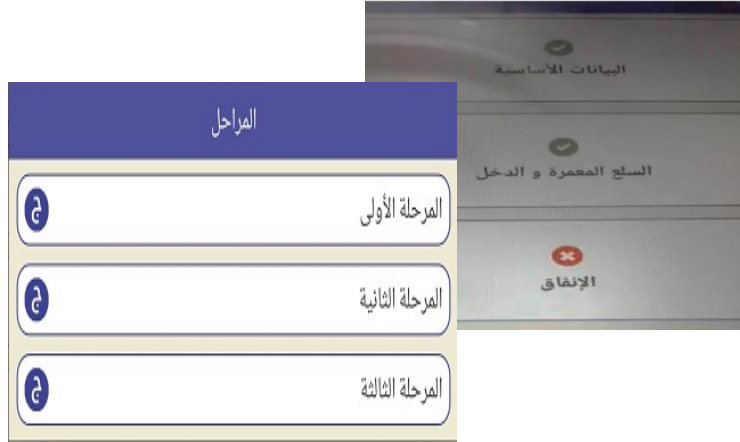 البيانات الأساسية
السلع المعمرة و الدخل
الإنفاق
المراحل
المرحلة الأولى
ج
المرحلة الثانية
ج
المرحلة الثالثة
ج